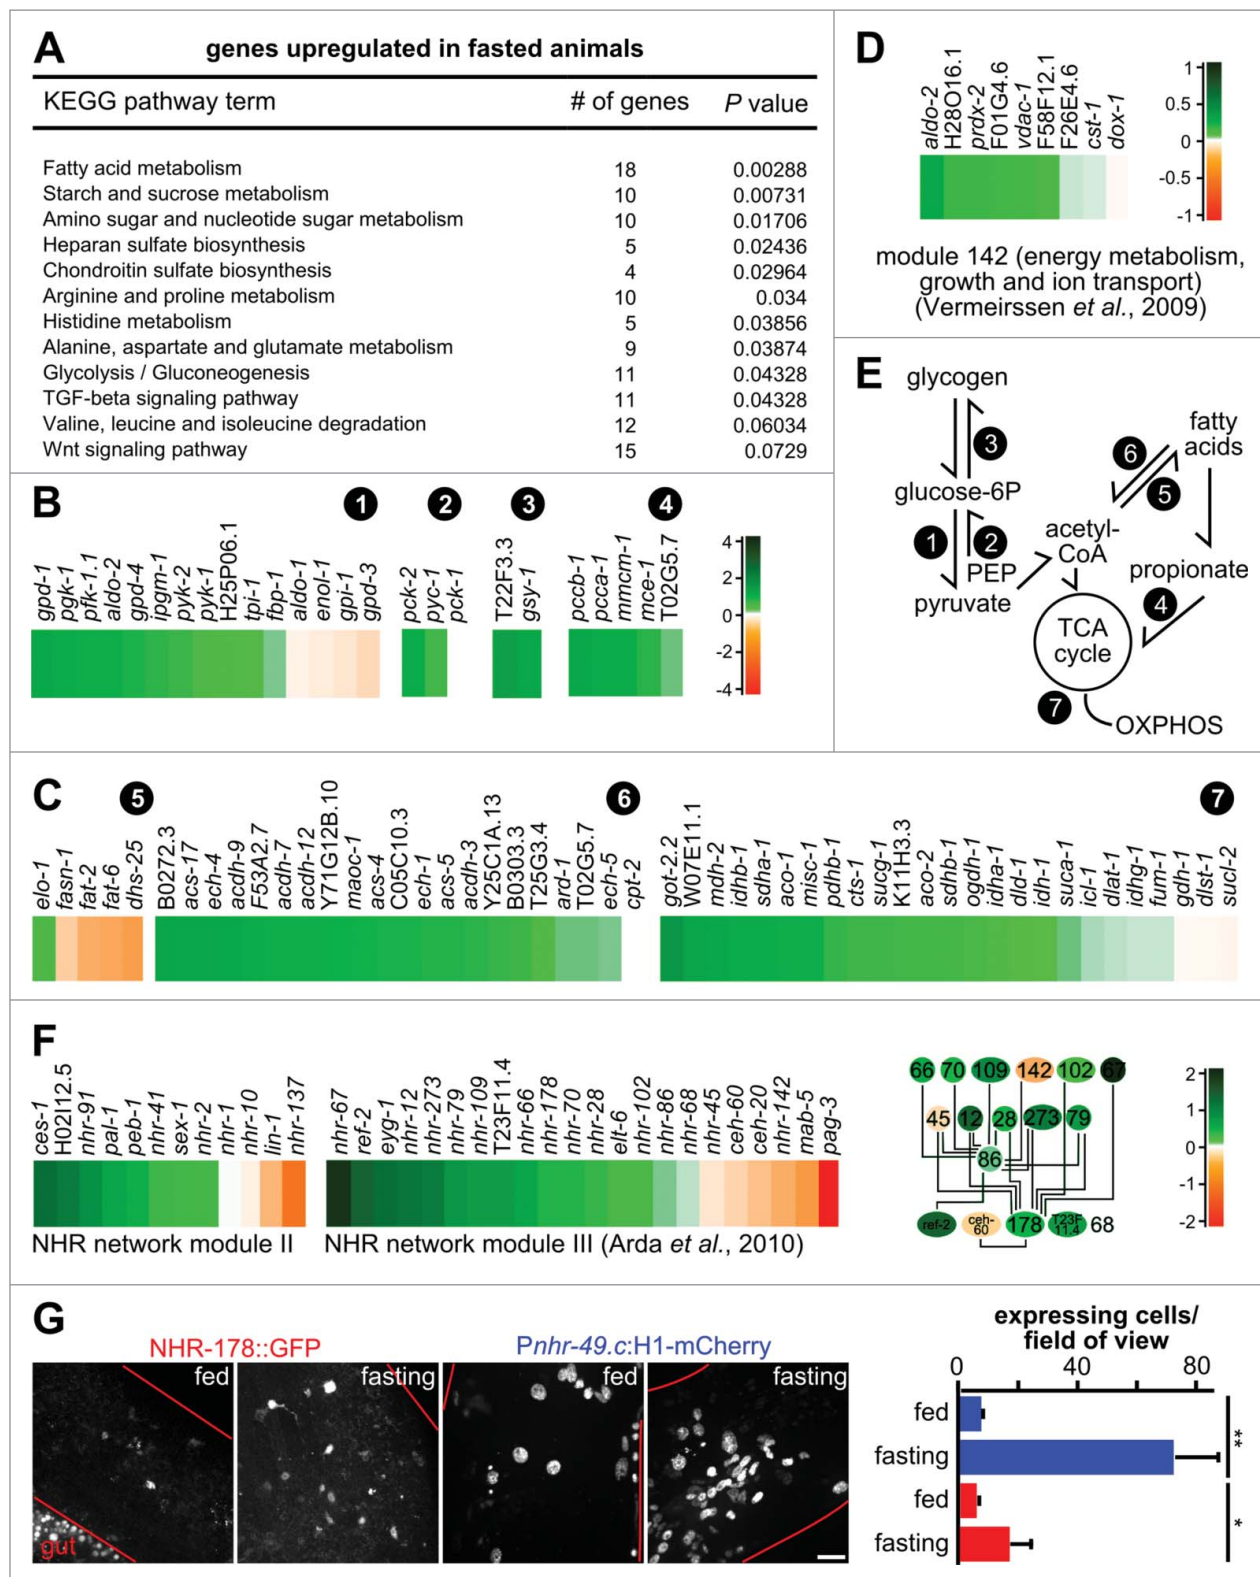 A
genes upregulated in fasted animals
KEGG pathway term # of genes P value
Fatty acid metabolism 18 0.00288
Starch and sucrose metabolism 10 0.00731
Amino sugar and nucleotide sugar metabolism 10 0.01706
Heparan sulfate biosynthesis 5 0.02436
Chondroitin sulfate biosynthesis 4 0.02964
Arginine and proline metabolism 10 0.034
Histidine metabolism 5 0.03856
Alanine, aspartate and glutamate metabolism 9 0.03874
Glycolysis / Gluconeogenesis 11 0.04328
TGF-beta signaling pathway 11 0.04328
Valine, leucine and isoleucine degradation 12 0.06034
Wnt signaling pathway 15 0.0729
B
1
gpd-1
pgk-1
pfk-1.1
aldo-2
gpd-4
ipgm-1
pyk-2
pyk-1
H25P06.1
tpi-1
fbp-1
aldo-1
enol-1
gpi-1
gpd-3
2
pck-2
pyc-1
pck-1
3
T22F3.3
gsy-1
4
pccb-1
pcca-1
mmcm-1
mce-1
T02G5.7
4
2
0
-2
-4
C
5
elo-1
fasn-1
fat-2
fat-6
dhs-25
6
B0272.3
acs-17
ech-4
acdh-9
F53A2.7
acdh-7
acdh-12
Y71G12B.10
maoc-1
acs-4
C05C10.3
ech-1
acs-5
acdh-3
Y25C1A.13
B0303.3
T25G3.4
ard-1
T02G5.7
ech-5
cpt-2
7
got-2.2
W07E11.1
mdh-2
idhb-1
sdha-1
aco-1
misc-1
pdhb-1
cts-1
sucg-1
K11H3.3
aco-2
sdhb-1
ogdh-1
idha-1
dld-1
idh-1
suca-1
icl-1
dlat-1
idhg-1
fum-1
gdh-1
dlst-1
sucl-2
D
aldo-2
H28O16.1
prdx-2
F01G4.6
vdac-1
F58F12.1
F26E4.6
cst-1
dox-1
1
0.5
0
-0.5
-1
module 142 (energy metabolism,
growth and ion transport)
(Vermeirssen et al., 2009)
E
glycogen
3
glucose-6P
1
2
PEP
pyruvate
acetyl-
CoA
6
5
fatty
acids
propionate
4
TCA
cycle
7
OXPHOS
F
ces-1
H02I12.5
nhr-91
pal-1
peb-1
nhr-41
sex-1
nhr-2
nhr-1
nhr-10
lin-1
nhr-137
NHR network module II
nhr-67
ref-2
eyg-1
nhr-12
nhr-273
nhr-79
nhr-109
T23F11.4
nhr-66
nhr-178
nhr-70
nhr-28
elt-6
nhr-102
nhr-86
nhr-68
nhr-45
ceh-60
ceh-20
nhr-142
mab-5
pag-3
NHR network module III (Arda et al., 2010)
66 70 109 142 102 67
45 12 28 273 79
86
ref-2 ceh-60 178 T23F11.4 68
2
1
0
-1
-2
G
NHR-178::GFP
fed
gut
fasting
Pnhr-49.c:H1-mCherry
fed
fasting
expressing cells/
field of view
0 40 80
fed
fasting
**
fed
fasting
*